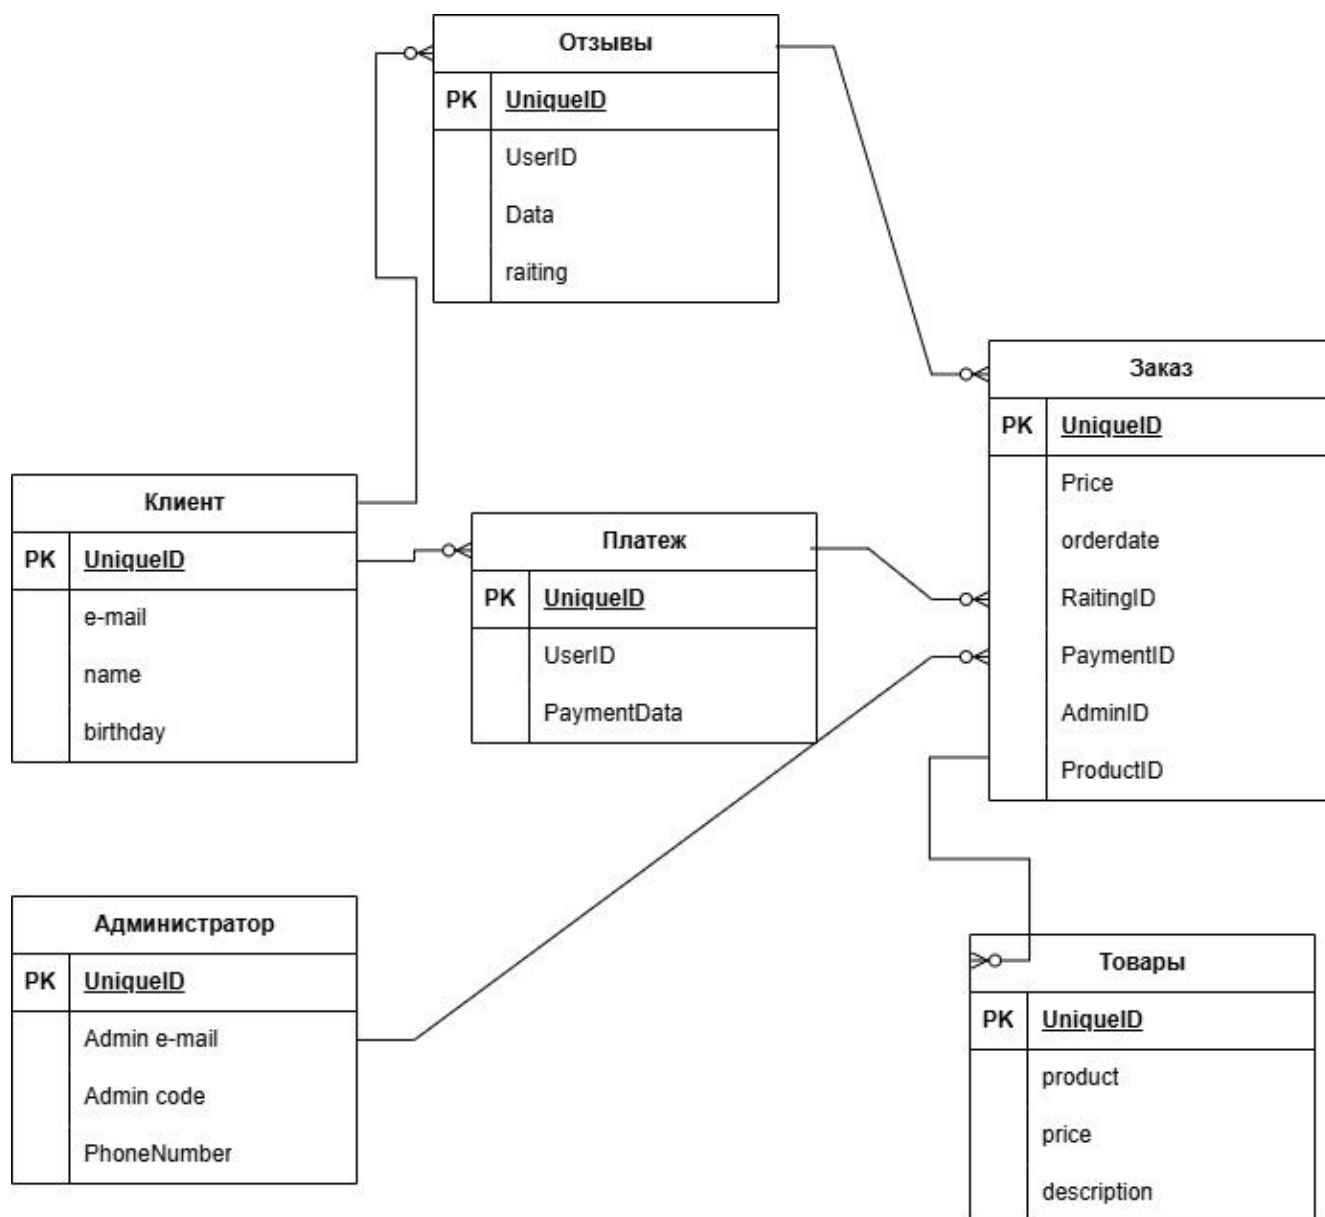 Отзывы
PK UniqueID
UserID
Data
raiting
Заказ
PK UniqueID
Price
orderdate
RaitingID
PaymentID
AdminID
ProductID
Клиент
PK UniqueID
e-mail
name
birthday
Платеж
PK UniqueID
UserID
PaymentData
Администратор
PK UniqueID
Admin e-mail
Admin code
PhoneNumber
Товары
PK UniqueID
product
price
description